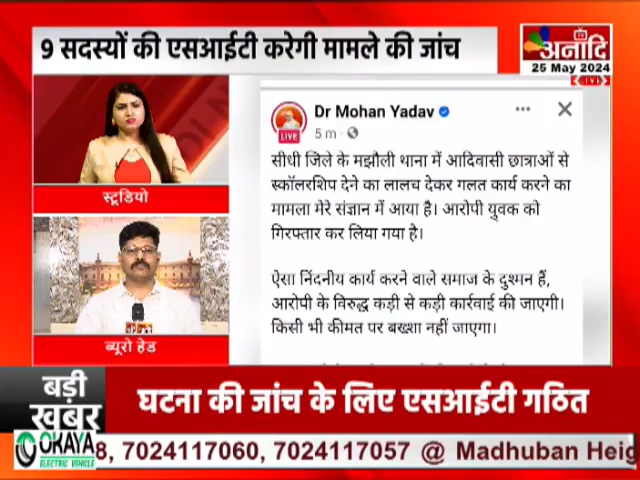 9 सदस्यों की एसआईटी करेगी मामले की जांच
अनादि
25 May 2024
TV
Dr Mohan Yadav
LIVE
5 m
सीधी जिले के मझौली थाना में आदिवासी छात्राओं से
स्कॉलरशिप देने का लालच देकर गलत कार्य करने का
मामला मेरे संज्ञान में आया है। आरोपी युवक को
गिरफ्तार कर लिया गया है।
ऐसा निंदनीय कार्य करने वाले समाज के दुश्मन हैं,
आरोपी के विरुद्ध कड़ी से कड़ी कार्रवाई की जाएगी।
किसी भी कीमत पर बख्शा नहीं जाएगा।
स्टूडियो
ब्यूरो हेड
बड़ी
खबर
घटना की जांच के लिए एसआईटी गठित
OKAYA
ELECTRIC VEHICLE
8, 7024117060, 7024117057 @ Madhuban Heig